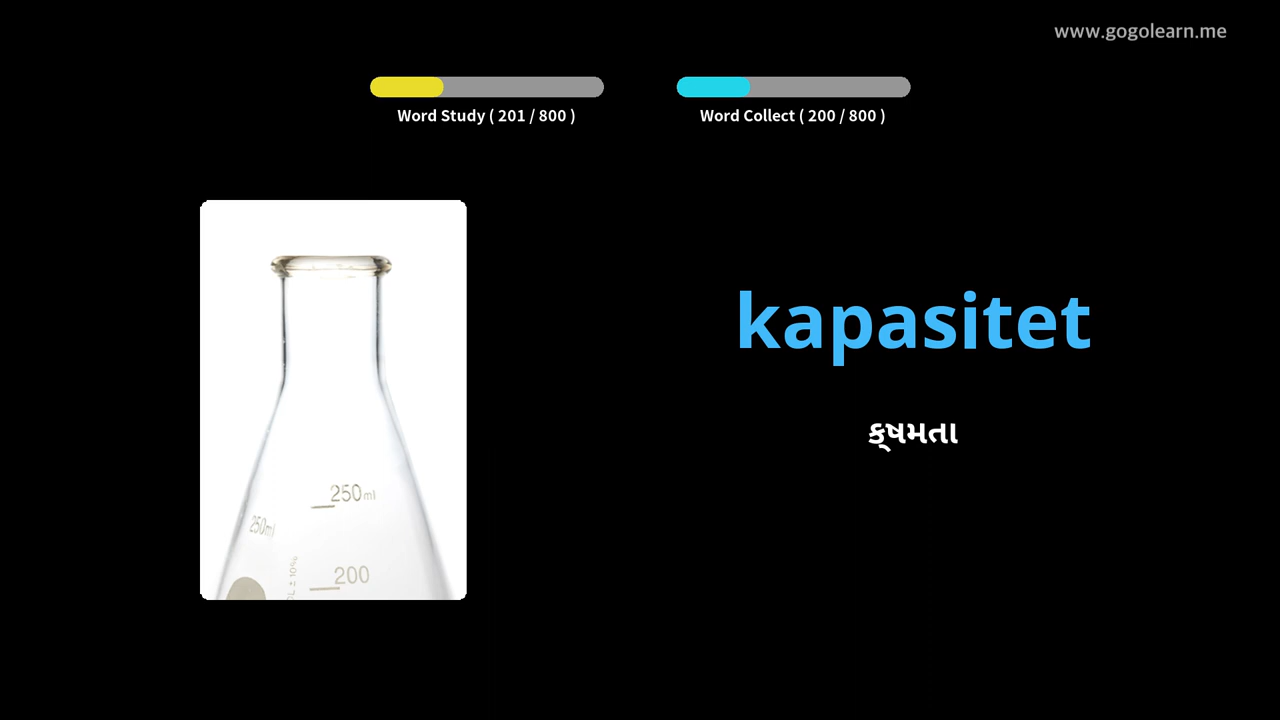 www.gogolearn.me
Word Study ( 201 / 800 )
Word Collect ( 200 / 800 )
kapasitet
ક્ષમતા
250ml
250ml
200